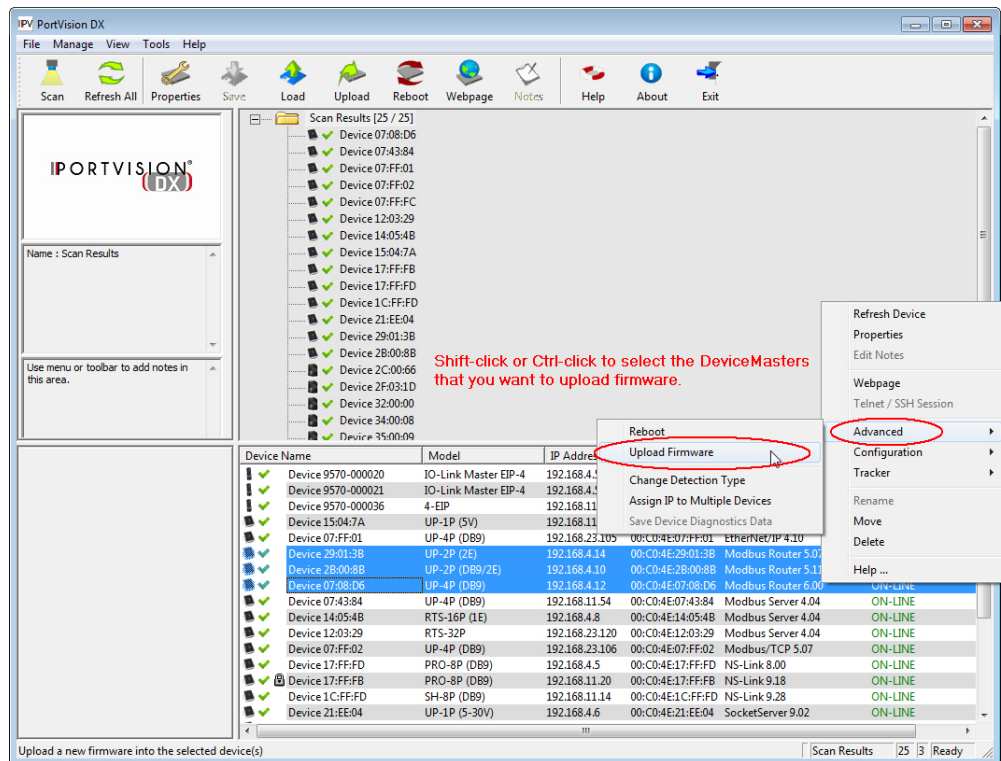 PortVision DX
File Manage View Tools Help
Scan Refresh All Properties Save Load Upload Reboot Webpage Notes Help About Exit
PORTVISION®
DX
Name : Scan Results
Use menu or toolbar to add notes in
this area.
Scan Results [25 / 25]
Device 07:08:D6
Device 07:43:84
Device 07:FF:01
Device 07:FF:02
Device 07:FF:FC
Device 12:03:29
Device 14:05:4B
Device 15:04:7A
Device 17:FF:FB
Device 17:FF:FD
Device 1C:FF:FD
Device 21:EE:04
Device 29:01:3B
Device 2B:00:8B
Device 2C:00:66
Device 2F:03:1D
Device 32:00:00
Device 34:00:08
Device 35:00:09
Shift-click or Ctrl-click to select the DeviceMasters
that you want to upload firmware.
Refresh Device
Properties
Edit Notes
Webpage
Telnet / SSH Session
Advanced
Configuration
Tracker
Rename
Move
Delete
Help ...
Reboot
Upload Firmware
Change Detection Type
Assign IP to Multiple Devices
Save Device Diagnostics Data
Device Name Model IP Addres
Device 9570-000020 IO-Link Master EIP-4 192.168.4.
Device 9570-000021 IO-Link Master EIP-4 192.168.4.
Device 9570-000036 4-EIP 192.168.11
Device 15:04:7A UP-1P (5V) 192.168.11
Device 07:FF:01 UP-4P (DB9) 192.168.23.105 00:C0:4E:07:FF:01 EtherNet/IP 4.10
Device 29:01:3B UP-2P (2E) 192.168.4.14 00:C0:4E:29:01:3B Modbus Router 5.07
Device 2B:00:8B UP-2P (DB9/2E) 192.168.4.10 00:C0:4E:2B:00:8B Modbus Router 5.11
Device 07:08:D6 UP-4P (DB9) 192.168.4.12 00:C0:4E:07:08:D6 Modbus Router 6.00 ON-LINE
Device 07:43:84 UP-4P (DB9) 192.168.11.54 00:C0:4E:07:43:84 Modbus Server 4.04 ON-LINE
Device 14:05:4B RTS-16P (1E) 192.168.4.8 00:C0:4E:14:05:4B Modbus Server 4.04 ON-LINE
Device 12:03:29 RTS-32P 192.168.23.120 00:C0:4E:12:03:29 Modbus Server 4.04 ON-LINE
Device 07:FF:02 UP-4P (DB9) 192.168.23.106 00:C0:4E:07:FF:02 Modbus/TCP 5.07 ON-LINE
Device 17:FF:FD PRO-8P (DB9) 192.168.4.5 00:C0:4E:17:FF:FD NS-Link 8.00 ON-LINE
Device 17:FF:FB PRO-8P (DB9) 192.168.11.20 00:C0:4E:17:FF:FB NS-Link 9.18 ON-LINE
Device 1C:FF:FD SH-8P (DB9) 192.168.11.14 00:C0:4E:1C:FF:FD NS-Link 9.28 ON-LINE
Device 21:EE:04 UP-1P (5-30V) 192.168.4.6 00:C0:4E:21:EE:04 SocketServer 9.02 ON-LINE
Upload a new firmware into the selected device(s) Scan Results 25 3 Ready